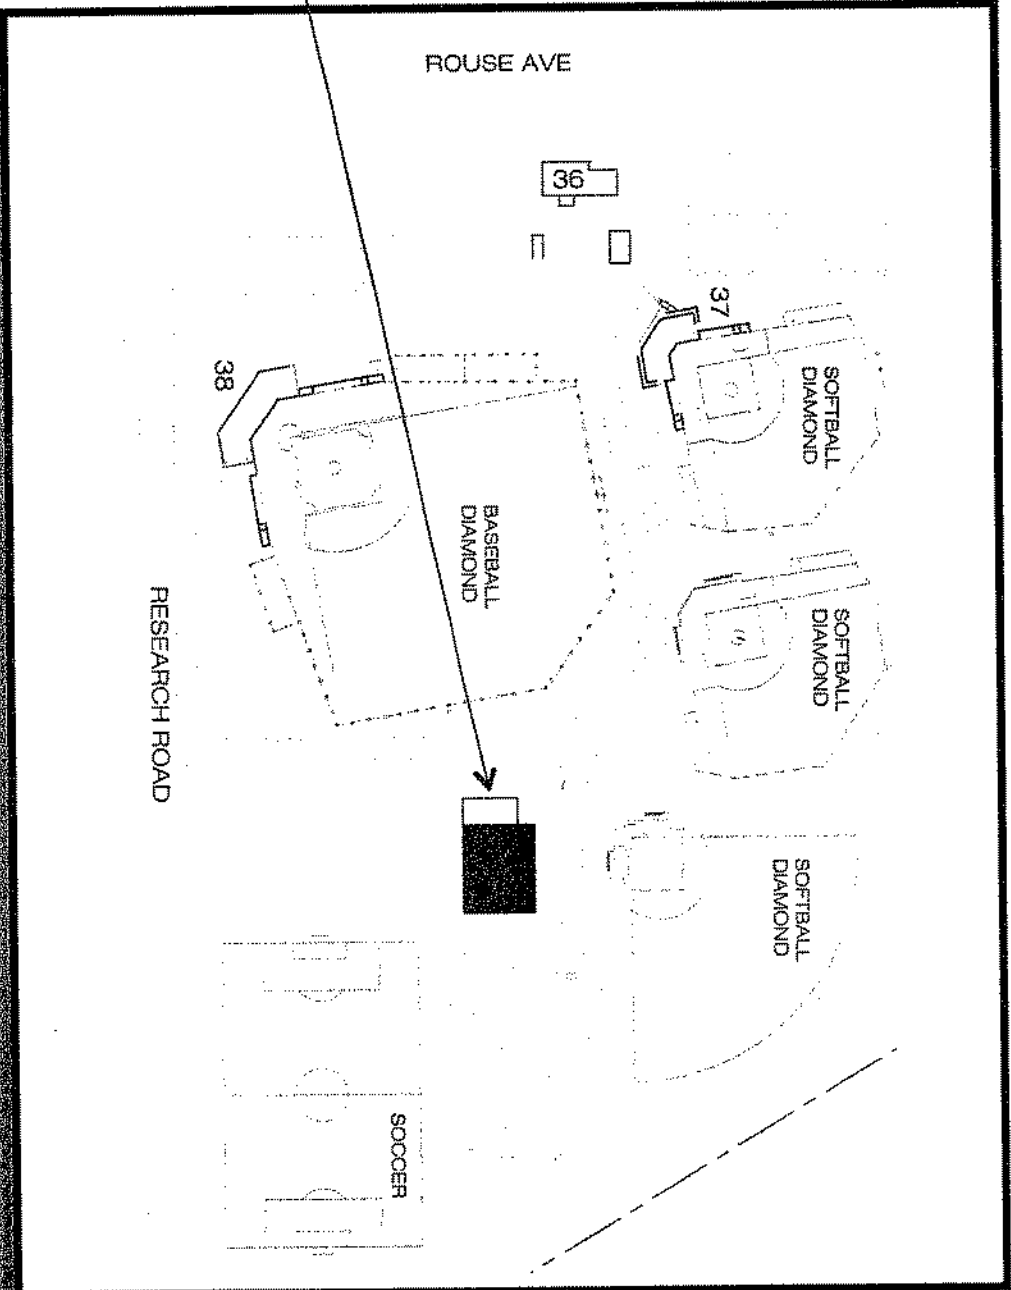 ROUSE AVE
36
37
SOFTBALL
DIAMOND
38
BASEBALL
DIAMOND
SOFTBALL
DIAMOND
RESEARCH ROAD
SOFTBALL
DIAMOND
SOCCER